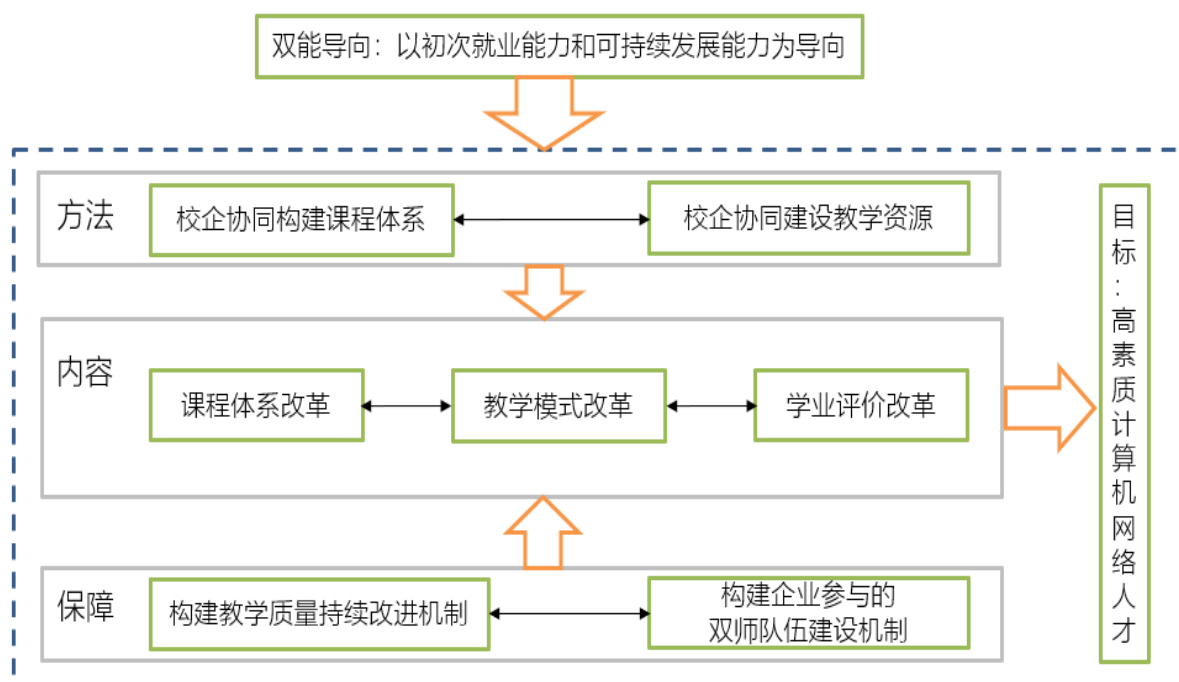 双能导向：以初次就业能力和可持续发展能力为导向
方法
校企协同构建课程体系
校企协同建设教学资源
内容
课程体系改革
教学模式改革
学业评价改革
保障
构建教学质量持续改进机制
构建企业参与的
双师队伍建设机制
目标：高素质计算机网络人才